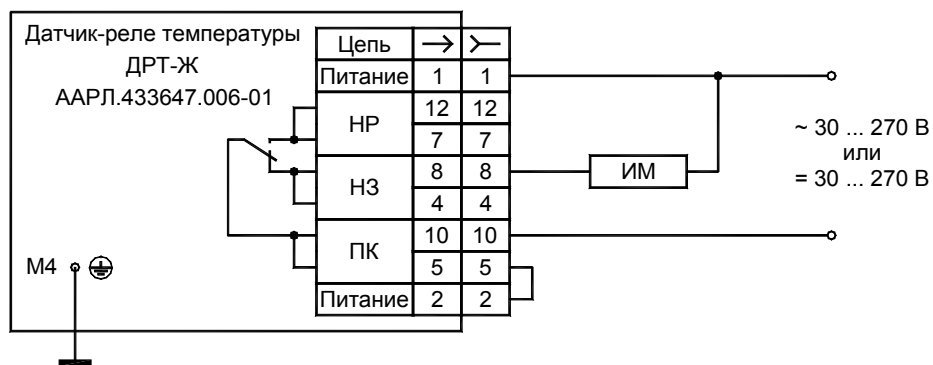 Датчик-реле температуры
ДРТ-Ж
ААРЛ.433647.006-01
Цепь
Питание 1 1
НР 12 12
7 7
НЗ 8 8
4 4
ПК 10 10
5 5
Питание 2 2
ИМ
~ 30 ... 270 В
или
= 30 ... 270 В
М4